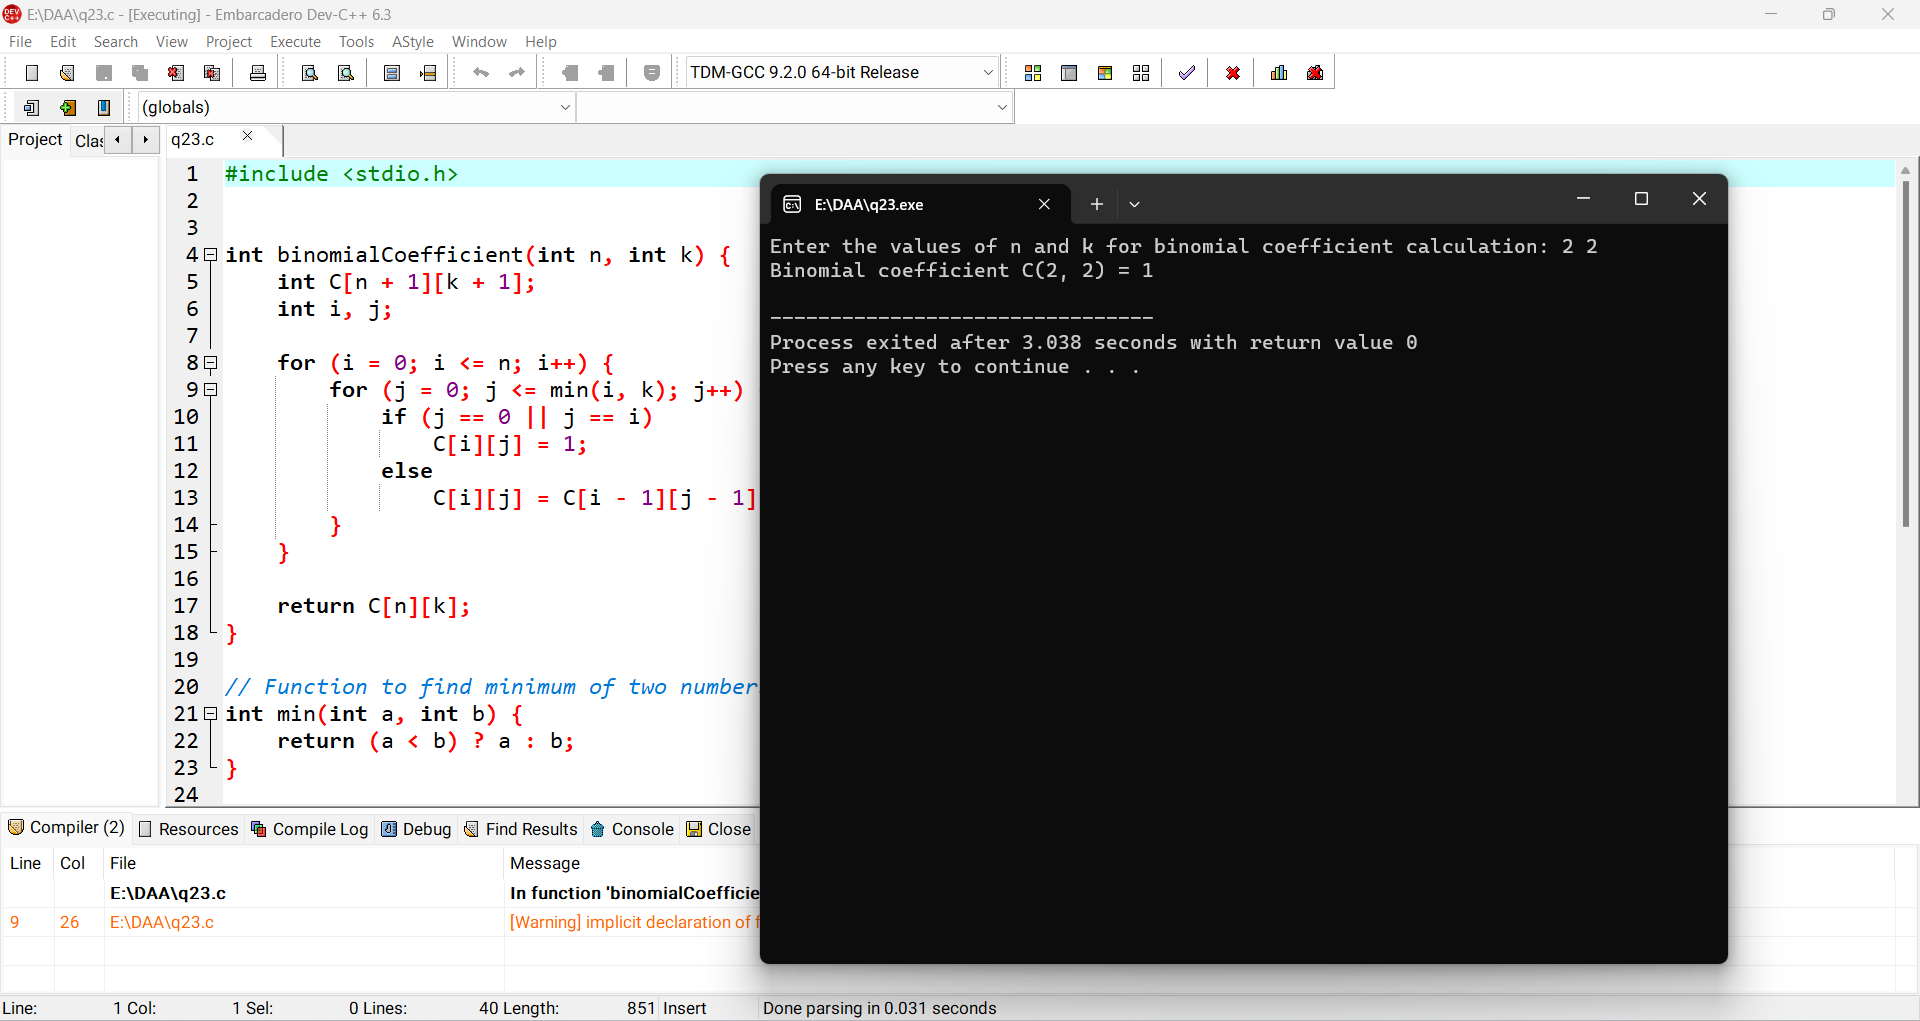 E:\DAA\q23.c - [Executing] - Embarcadero Dev-C++ 6.3
File Edit Search View Project Execute Tools AStyle Window Help
TDM-GCC 9.2.0 64-bit Release
(globals)
Project Clas q23.c
1 #include <stdio.h>
2
3
4 int binomialCoefficient(int n, int k) {
5 int C[n + 1][k + 1];
6 int i, j;
7
8 for (i = 0; i <= n; i++) {
9 for (j = 0; j <= min(i, k); j++)
10 if (j == 0 || j == i)
11 C[i][j] = 1;
12 else
13 C[i][j] = C[i - 1][j - 1]
14 }
15 }
16
17 return C[n][k];
18 }
19
20 // Function to find minimum of two number
21 int min(int a, int b) {
22 return (a < b) ? a : b;
23 }
24
E:\DAA\q23.exe
Enter the values of n and k for binomial coefficient calculation: 2 2
Binomial coefficient C(2, 2) = 1
--------------------------------
Process exited after 3.038 seconds with return value 0
Press any key to continue . . .
Compiler (2) Resources Compile Log Debug Find Results Console Close
Line Col File Message
E:\DAA\q23.c In function 'binomialCoefficie
9 26 E:\DAA\q23.c [Warning] implicit declaration of f
Line: 1 Col: 1 Sel: 0 Lines: 40 Length: 851 Insert Done parsing in 0.031 seconds